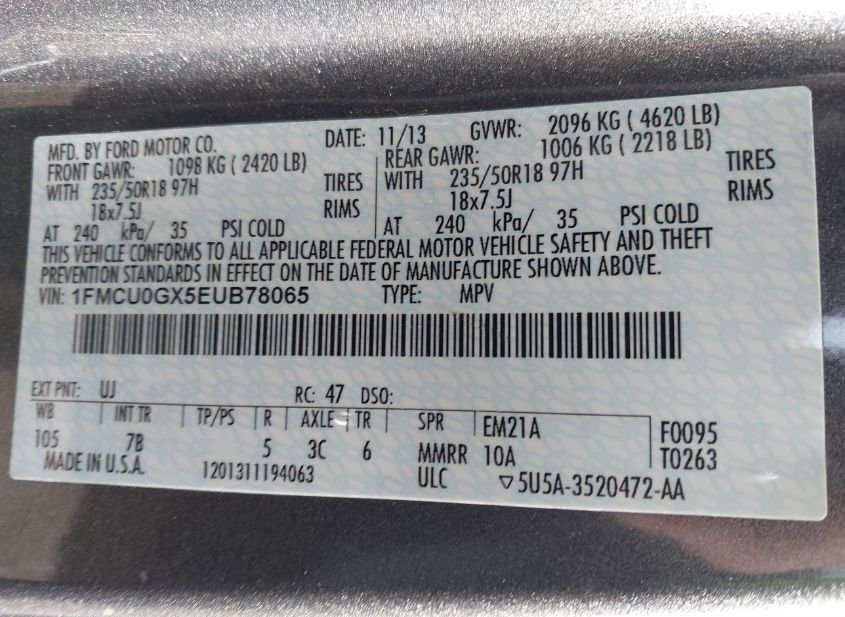 MFD. BY FORD MOTOR CO. DATE: 11/13 GVWR: 2096 KG ( 4620 LB)
FRONT GAWR: 1098 KG ( 2420 LB) REAR GAWR: 1006 KG ( 2218 LB)
WITH 235/50R18 97H TIRES WITH 235/50R18 97H TIRES
18x7.5J RIMS 18x7.5J RIMS
AT 240 kPa/ 35 PSI COLD AT 240 kPa/ 35 PSI COLD
THIS VEHICLE CONFORMS TO ALL APPLICABLE FEDERAL MOTOR VEHICLE SAFETY AND THEFT
PREVENTION STANDARDS IN EFFECT ON THE DATE OF MANUFACTURE SHOWN ABOVE.
VIN: 1FMCU0GX5EUB78065 TYPE: MPV
EXT PNT: UJ RC: 47 DSO:
WB INT TR TP/PS R AXLE TR SPR EM21A F0095
105 7B 5 3C 6 MMRR 10A T0263
MADE IN U.S.A. 1201311194063 ULC ▽5U5A-3520472-AA